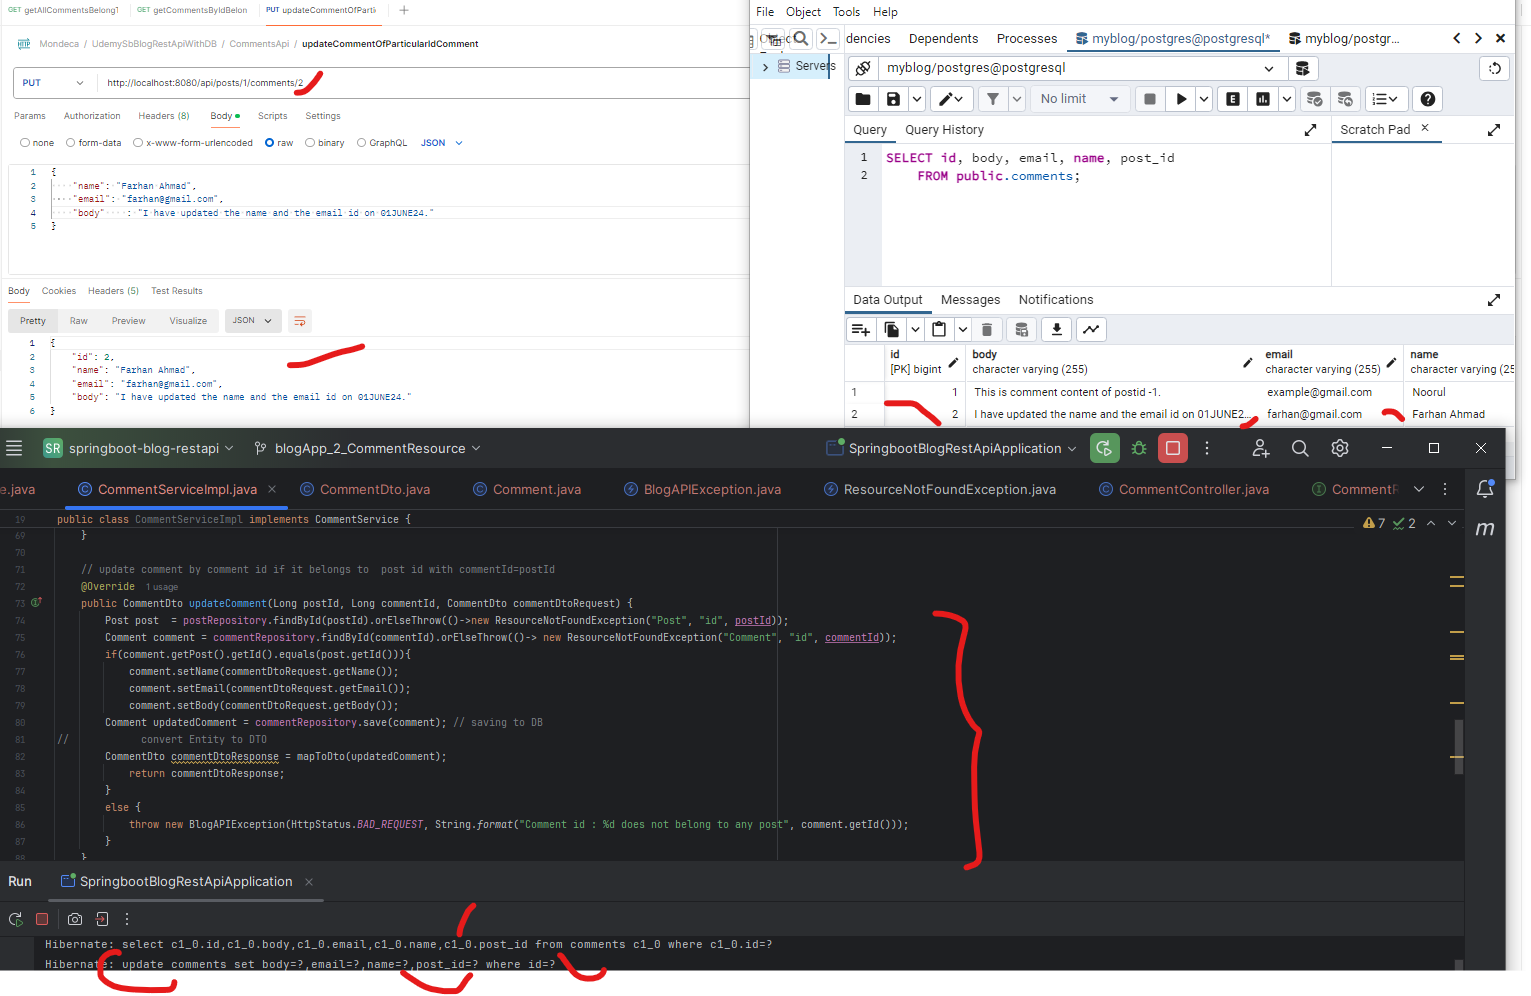 GET getAllCommentsBelongT
GET getCommentsByIdBelon
PUT updateCommentOfParti
Mondeca / UdemySbBlogRestApiWithDB / CommentsApi / updateCommentOfParticularIdComment
PUT http://localhost:8080/api/posts/1/comments/2
Params Authorization Headers (8) Body Scripts Settings
none form-data x-www-form-urlencoded raw binary GraphQL JSON
1 {
2 "name": "Farhan Ahmad",
3 "email": "farhan@gmail.com",
4 "body" : "I have updated the name and the email id on 01JUNE24."
5 }
Body Cookies Headers (5) Test Results
Pretty Raw Preview Visualize JSON
1 {
2 "id": 2,
3 "name": "Farhan Ahmad",
4 "email": "farhan@gmail.com",
5 "body": "I have updated the name and the email id on 01JUNE24."
6 }
File Object Tools Help
dencies Dependents Processes myblog/postgres@postgresql* myblog/postgr...
Servers
myblog/postgres@postgresql
No limit
E
Query Query History
Scratch Pad
1 SELECT id, body, email, name, post_id
2 FROM public.comments;
Data Output Messages Notifications
id body email name
[PK] bigint character varying (255) character varying (255) character varying (25
1 1 This is comment content of postid -1. example@gmail.com Noorul
2 2 I have updated the name and the email id on 01JUNE2... farhan@gmail.com Farhan Ahmad
SR springboot-blog-restapi blogApp_2_CommentResource SpringbootBlogRestApiApplication
e.java CommentServiceImpl.java CommentDto.java Comment.java BlogAPIException.java ResourceNotFoundException.java CommentController.java CommentR
19 public class CommentServiceImpl implements CommentService {
7 2
69 }
70
71 // update comment by comment id if it belongs to post id with commentId=postId
72 @Override 1 usage
73 public CommentDto updateComment(Long postId, Long commentId, CommentDto commentDtoRequest) {
74 Post post = postRepository.findById(postId).orElseThrow(()->new ResourceNotFoundException("Post", "id", postId));
75 Comment comment = commentRepository.findById(commentId).orElseThrow(()-> new ResourceNotFoundException("Comment", "id", commentId));
76 if(comment.getPost().getId().equals(post.getId())){
77 comment.setName(commentDtoRequest.getName());
78 comment.setEmail(commentDtoRequest.getEmail());
79 comment.setBody(commentDtoRequest.getBody());
80 Comment updatedComment = commentRepository.save(comment); // saving to DB
81 // convert Entity to DTO
82 CommentDto commentDtoResponse = mapToDto(updatedComment);
83 return commentDtoResponse;
84 }
85 else {
86 throw new BlogAPIException(HttpStatus.BAD_REQUEST, String.format("Comment id : %d does not belong to any post", comment.getId()));
87 }
88 }
Run SpringbootBlogRestApiApplication
Hibernate: select c1_0.id,c1_0.body,c1_0.email,c1_0.name,c1_0.post_id from comments c1_0 where c1_0.id=?
Hibernate: update comments set body=?,email=?,name=?,post_id=? where id=?